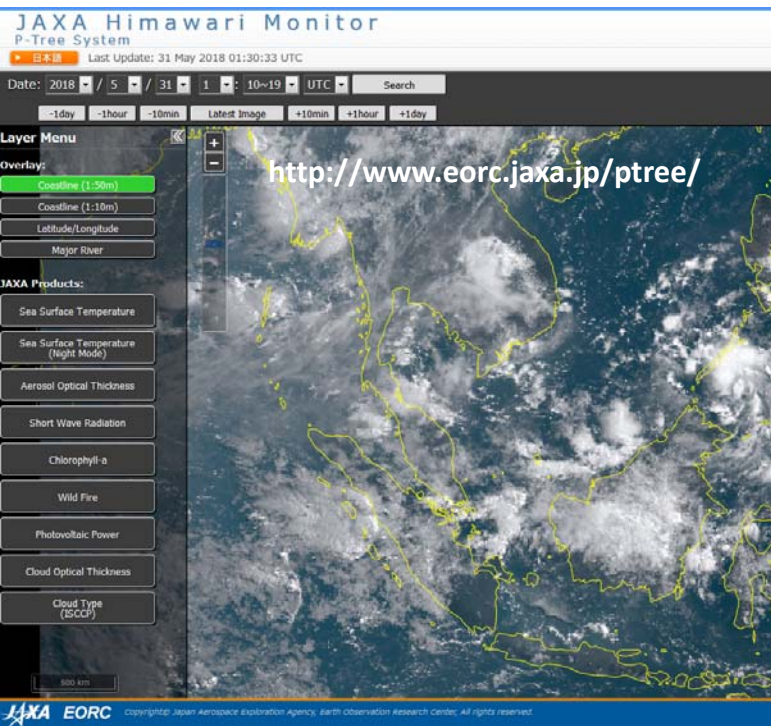 JAXA Himawari Monitor
P-Tree System
日本語 Last Update: 31 May 2018 01:30:33 UTC
Date: 2018 / 5 / 31 1 : 10~19 UTC Search
-1day -1hour -10min Latest Image +10min +1hour +1day
Layer Menu
+
http://www.eorc.jaxa.jp/ptree/
-
Overlay:
Coastline (1:50m)
Coastline (1:10m)
Latitude/Longitude
Major River
JAXA Products:
Sea Surface Temperature
Sea Surface Temperature
(Night Mode)
Aerosol Optical Thickness
Short Wave Radiation
Chlorophyll-a
Wild Fire
Photovoltaic Power
Cloud Optical Thickness
Cloud Type
(ISCCP)
500 km
JAXA EORC Copyright© Japan Aerospace Exploration Agency, Earth Observation Research Center, All rights reserved.